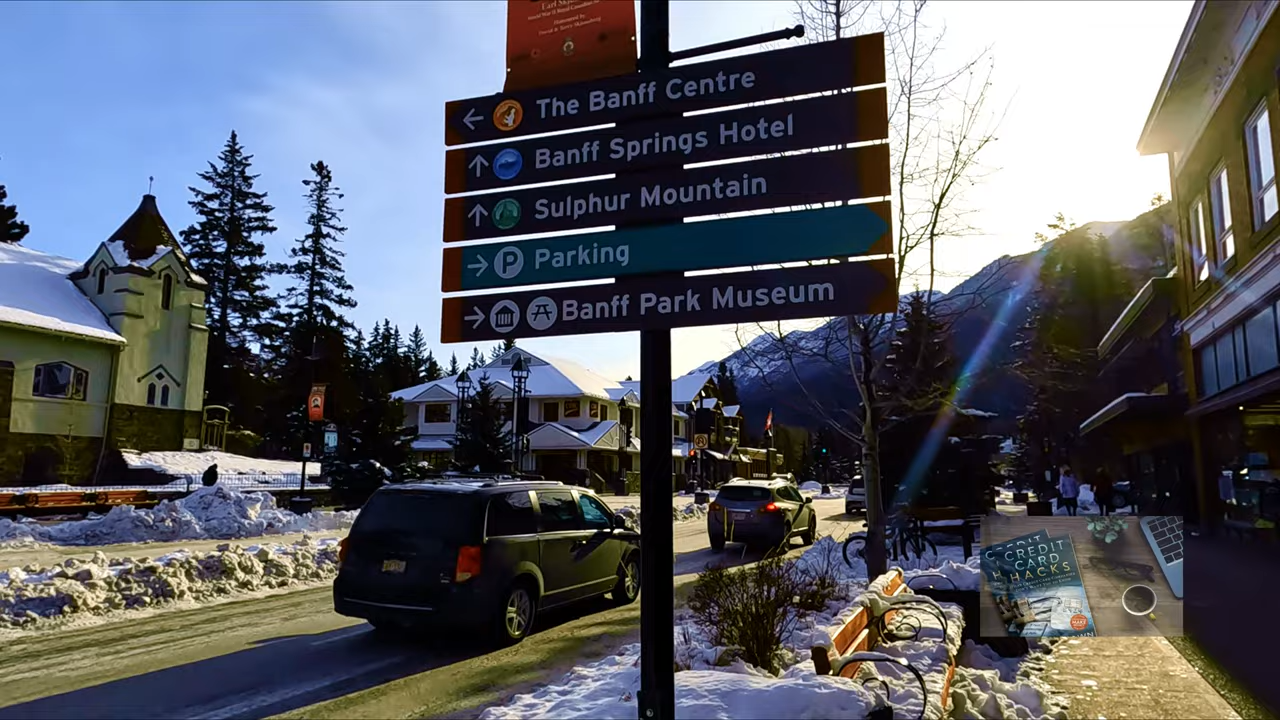 The Banff Centre
Banff Springs Hotel
Sulphur Mountain
P Parking
Banff Park Museum
CREDIT
CARD
HACKS